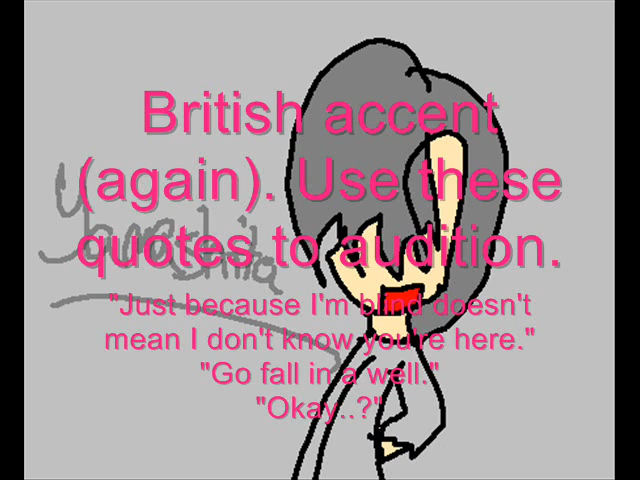 British accent
(again). Use these
quotes to audition.
"Just because I'm blind doesn't
mean I don't know you're here."
"Go fall in a well."
"Okay..?"